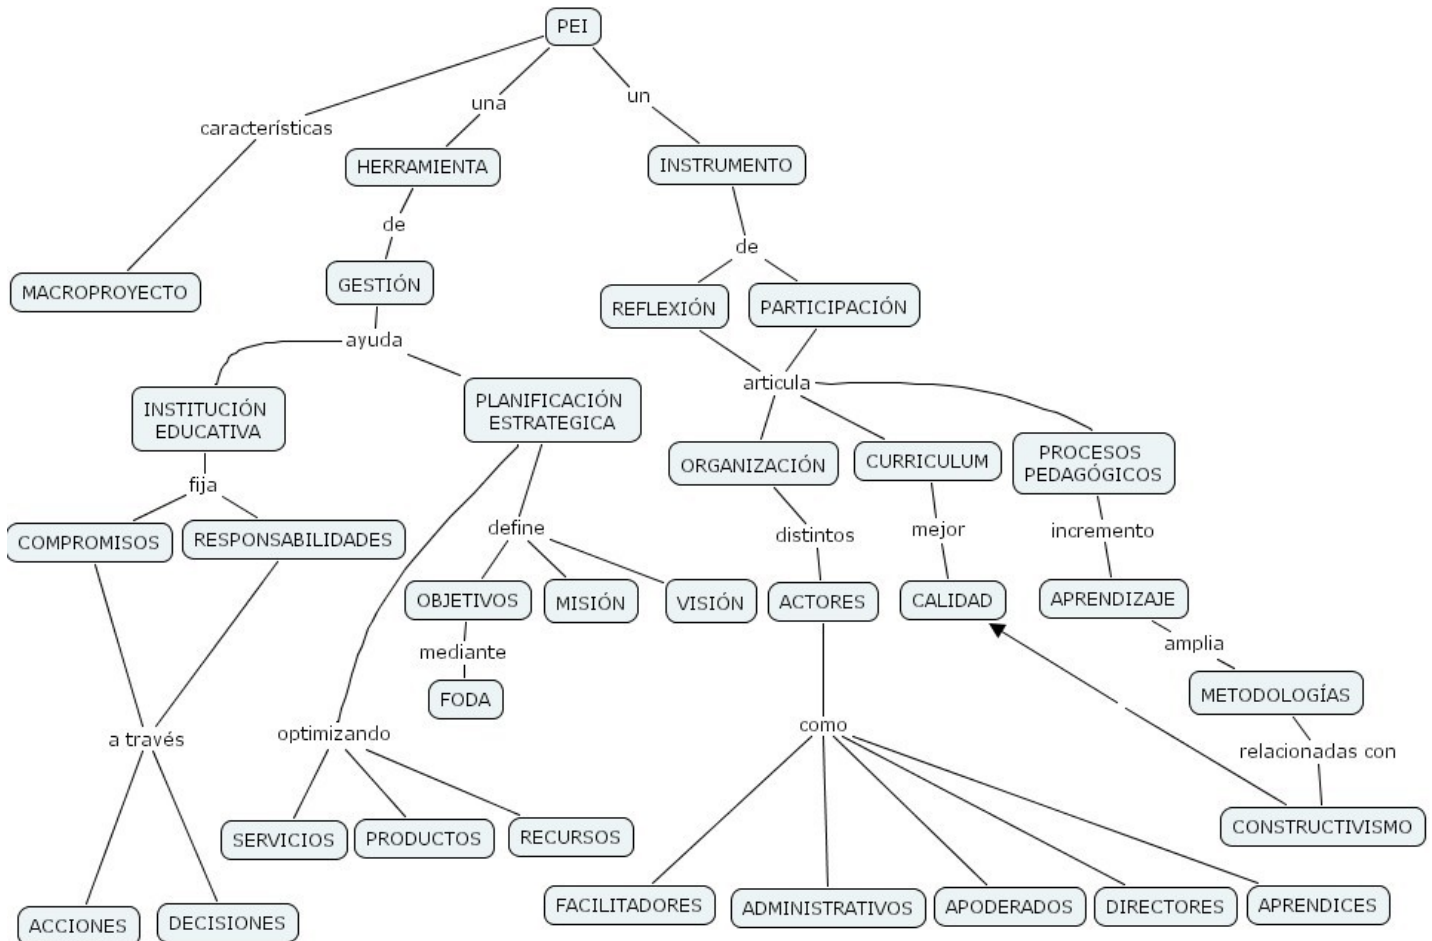 PEI
una
un
características
HERRAMIENTA
INSTRUMENTO
de
de
MACROPROYECTO
GESTIÓN
REFLEXIÓN
PARTICIPACIÓN
ayuda
articula
INSTITUCIÓN
EDUCATIVA
PLANIFICACIÓN
ESTRATEGICA
ORGANIZACIÓN
CURRICULUM
PROCESOS
PEDAGÓGICOS
fija
define
distintos
mejor
incremento
COMPROMISOS
RESPONSABILIDADES
OBJETIVOS
MISIÓN
VISIÓN
ACTORES
CALIDAD
APRENDIZAJE
mediante
amplia
FODA
METODOLOGÍAS
a través
optimizando
como
relacionadas con
SERVICIOS
PRODUCTOS
RECURSOS
CONSTRUCTIVISMO
ACCIONES
DECISIONES
FACILITADORES
ADMINISTRATIVOS
APODERADOS
DIRECTORES
APRENDICES